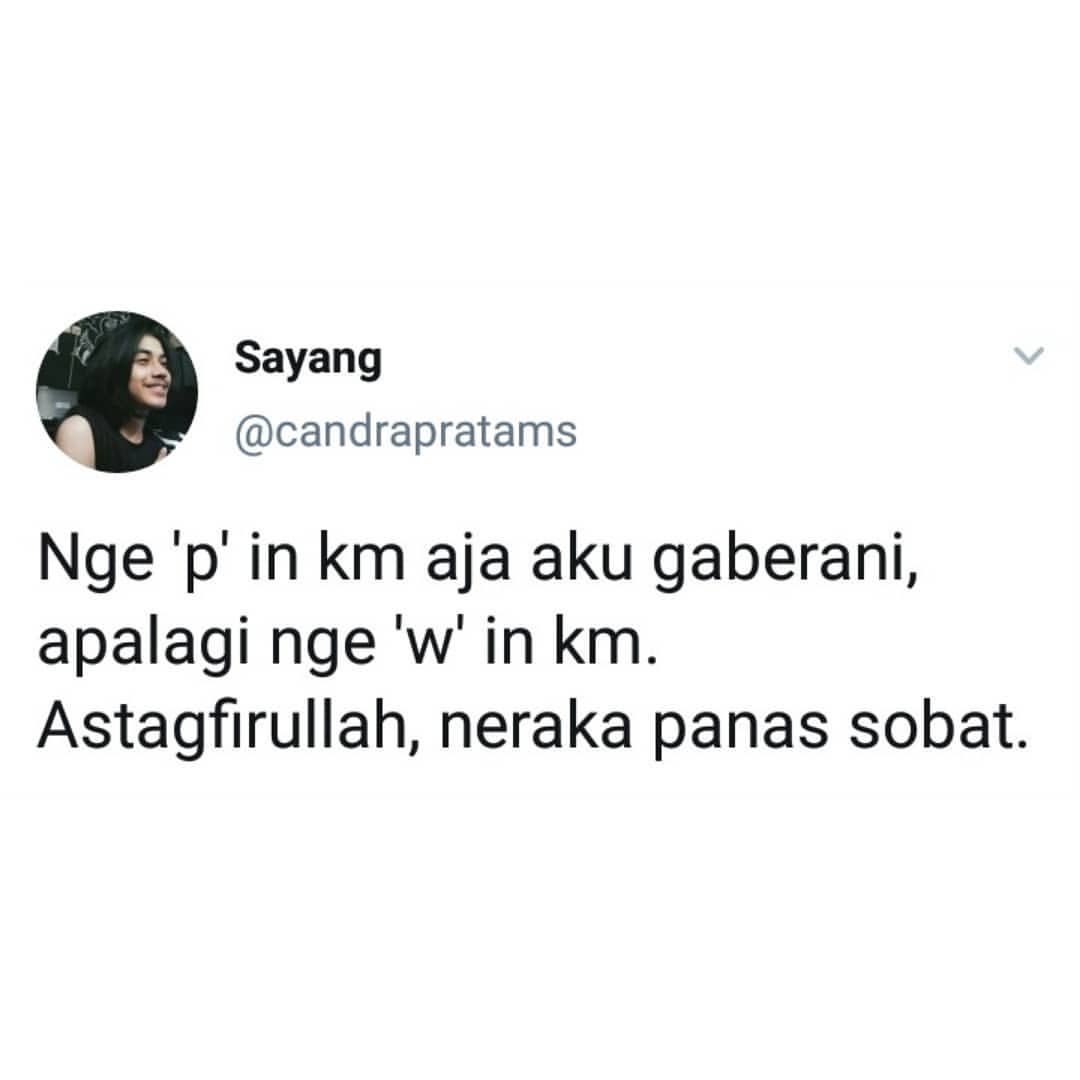 Sayang
@candrapratams
Nge 'p' in km aja aku gaberani,
apalagi nge 'w' in km.
Astagfirullah, neraka panas sobat.